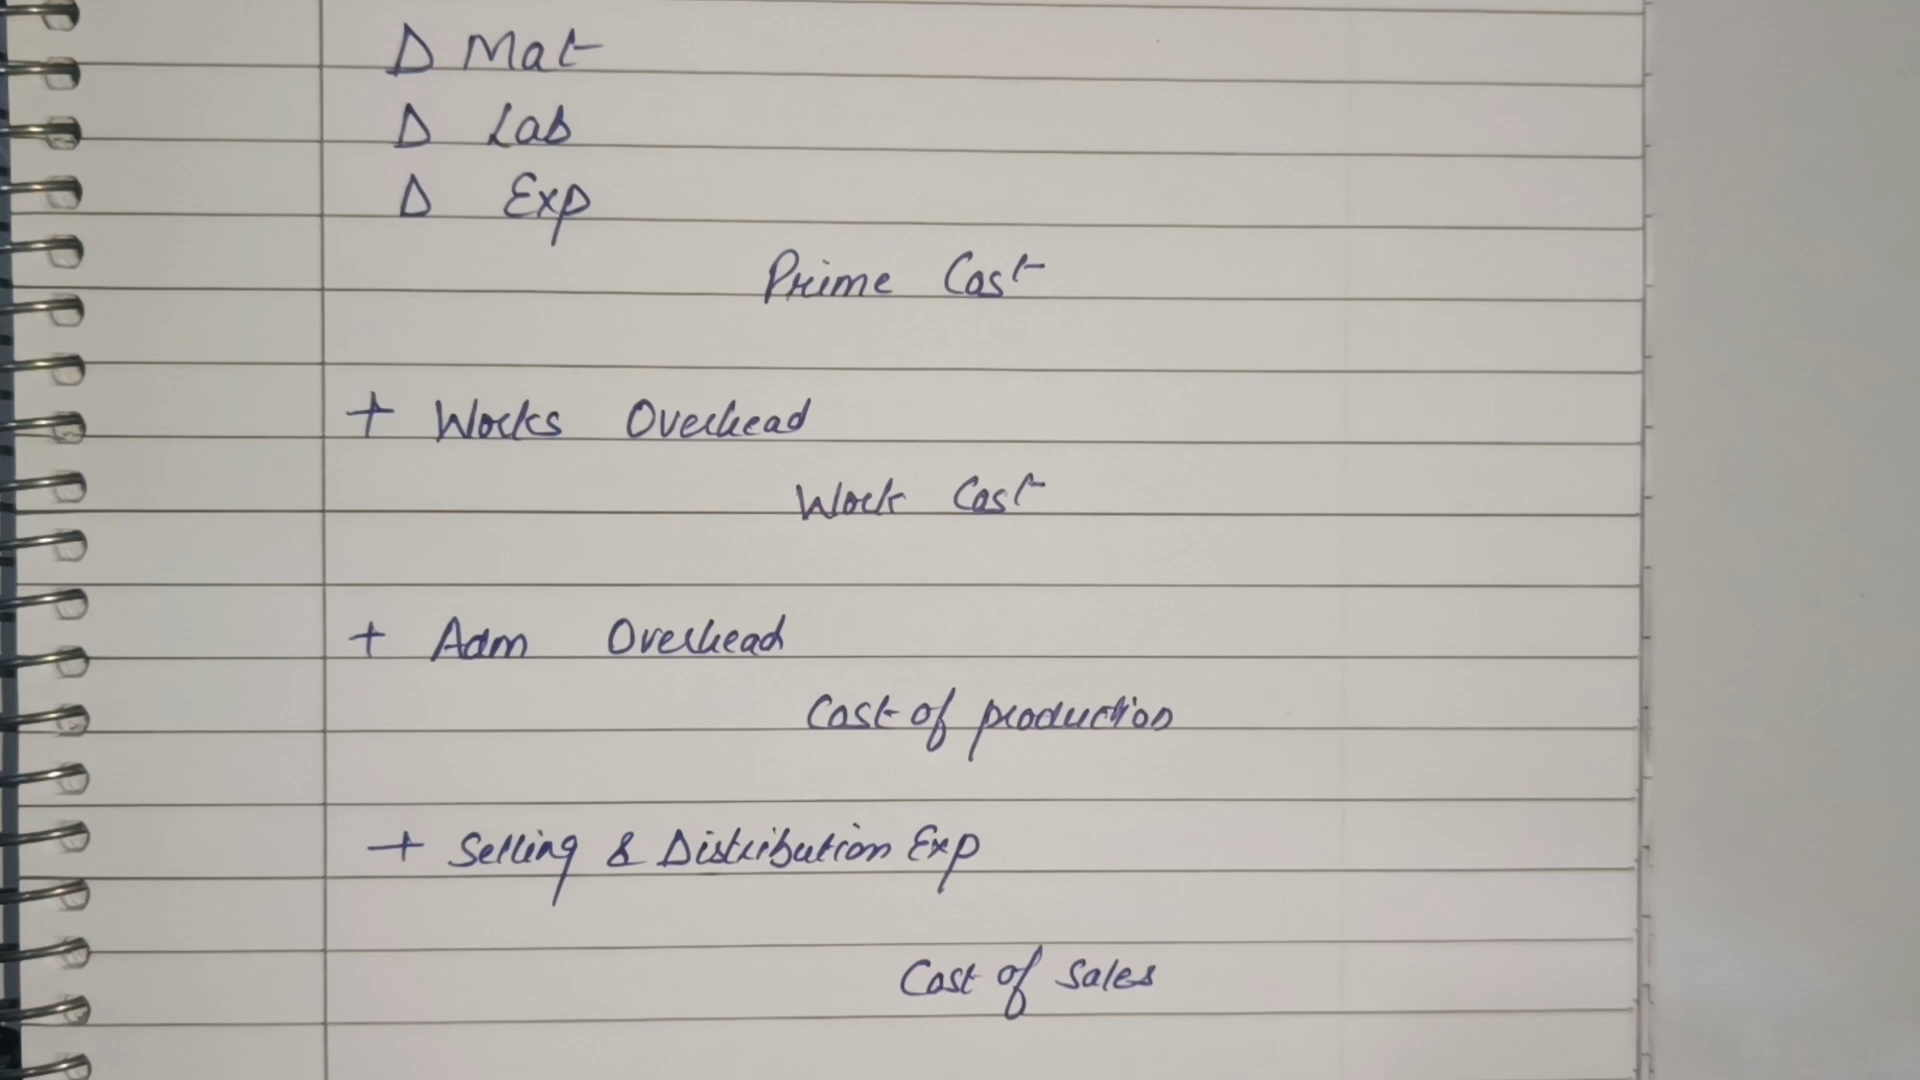 D Mat
D Lab
D Exp
Prime Cost
+ Works Overhead
Work Cost
+ Adm Overhead
Cost of production
+ Selling & Distribution Exp
Cost of Sales